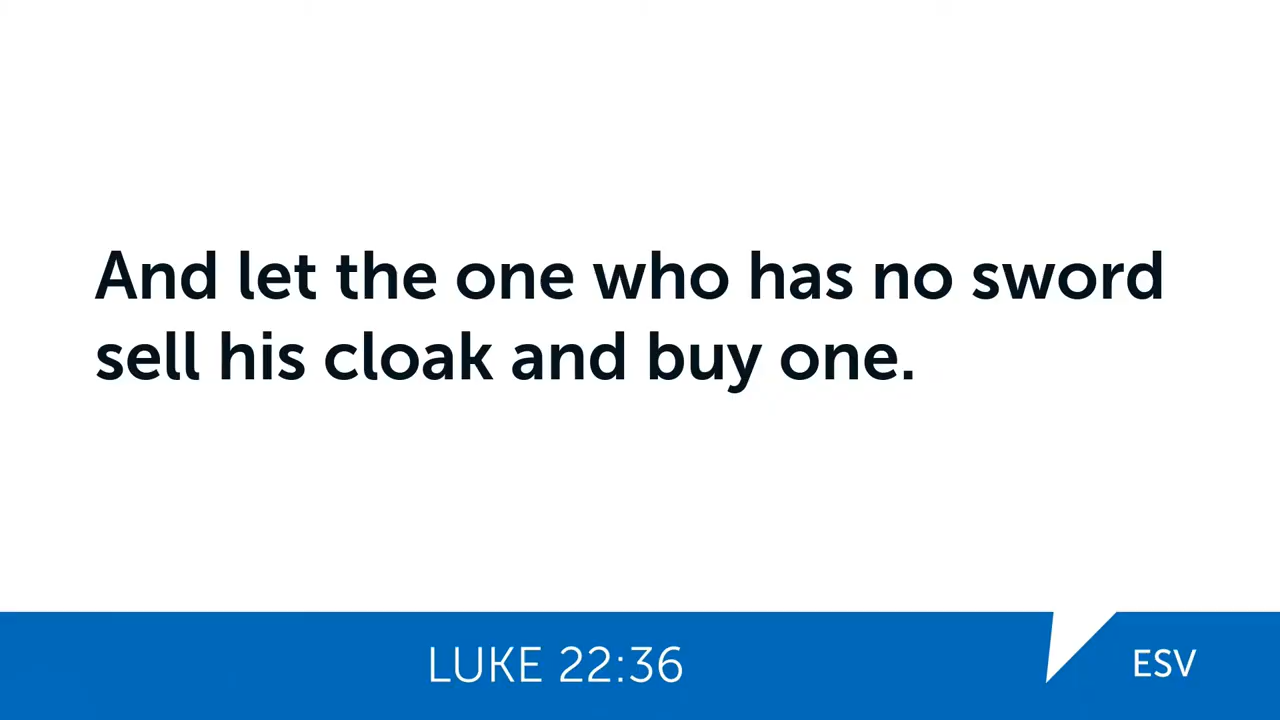 And let the one who has no sword
sell his cloak and buy one.
LUKE 22:36
ESV